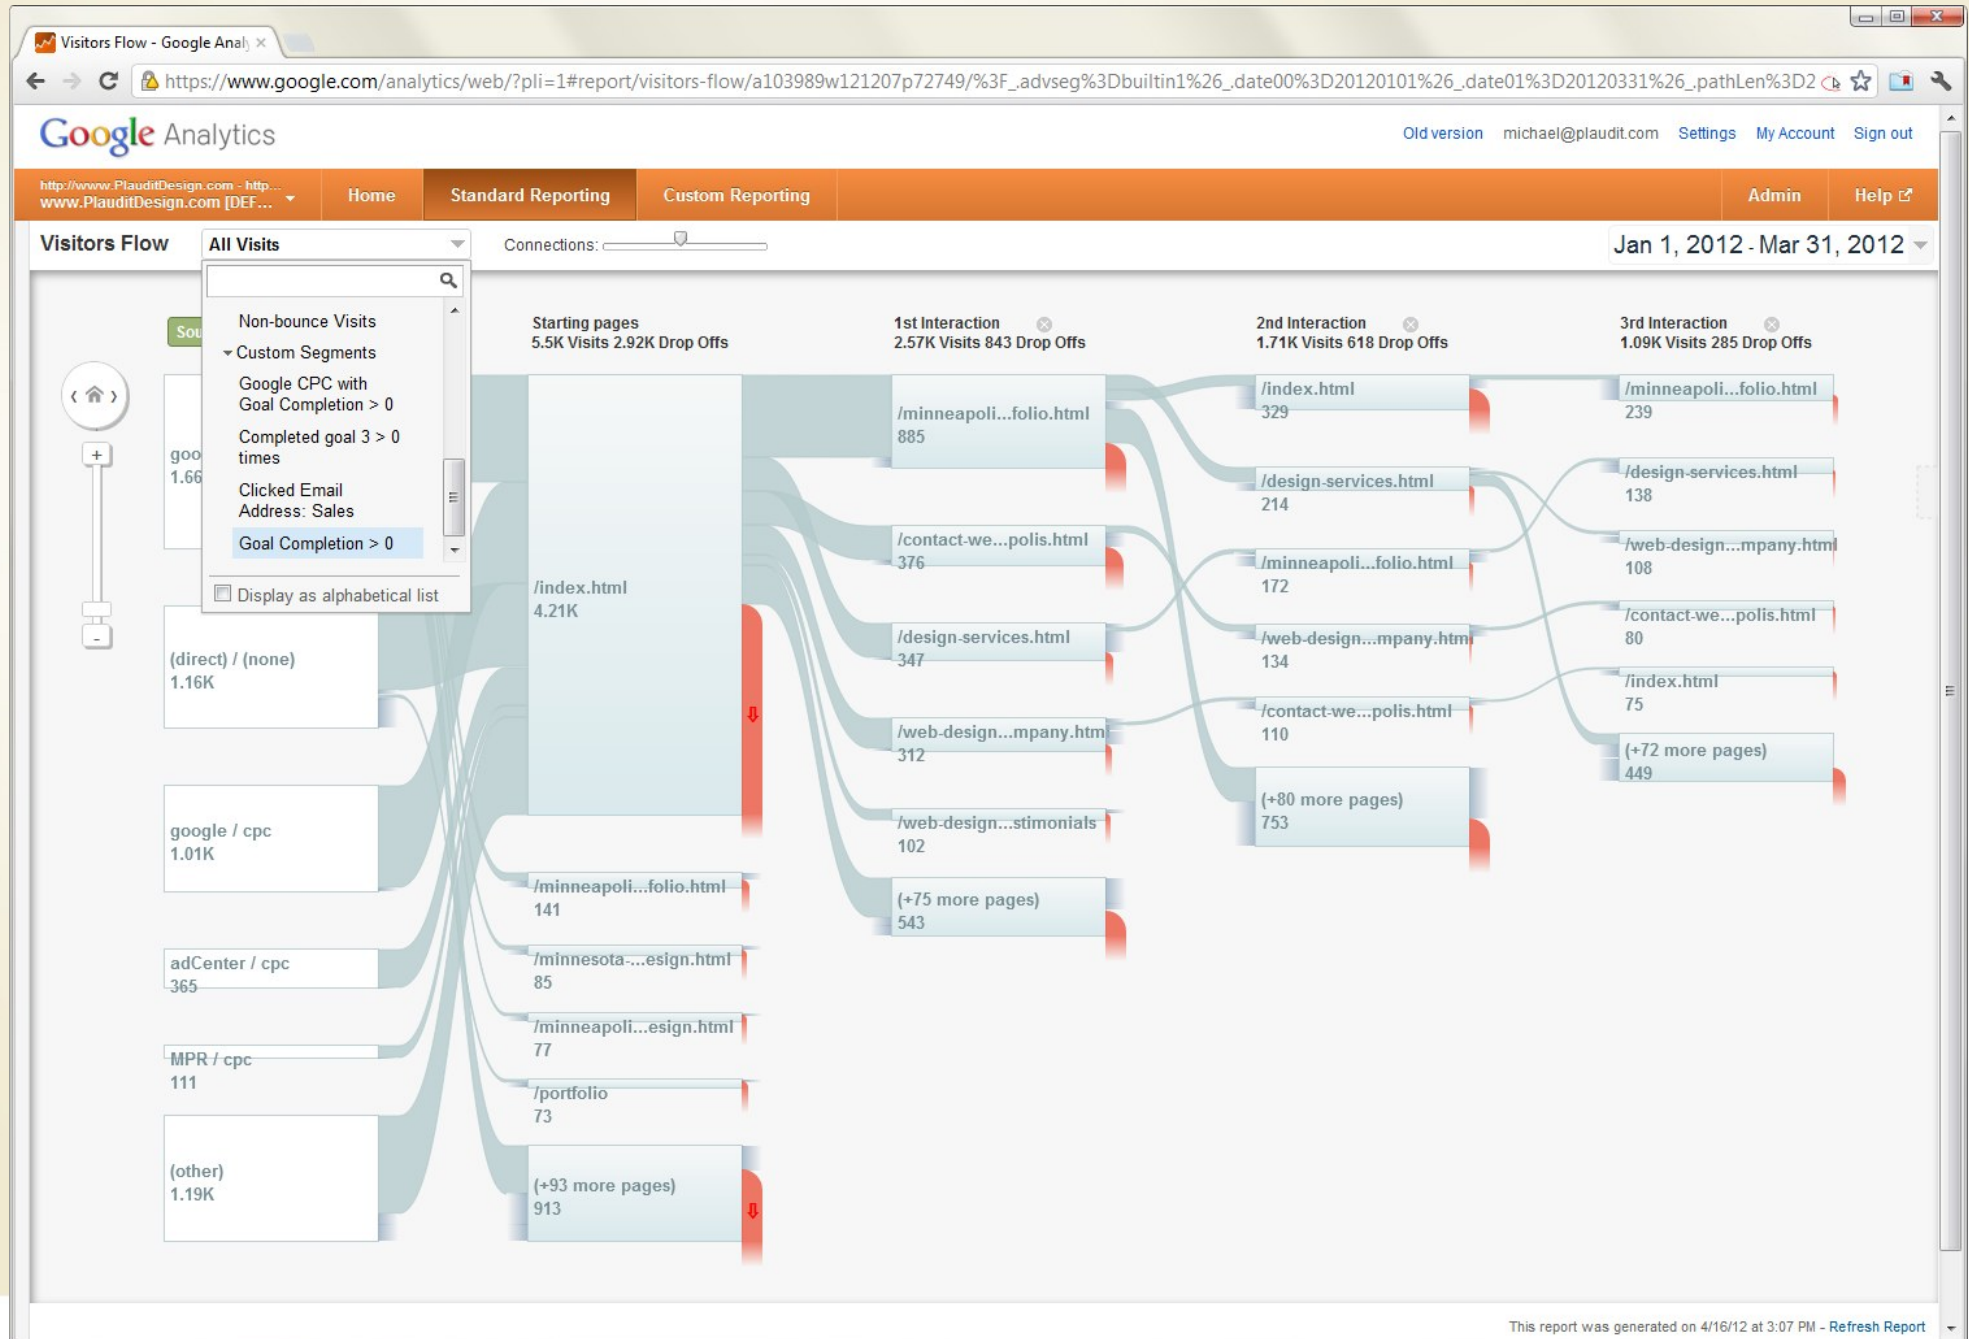 Visitors Flow - Google Analy
https://www.google.com/analytics/web/?pli=1#report/visitors-flow/a103989w121207p72749/%3F_.advseg%3Dbuiltin1%26_.date00%3D20120101%26_.date01%3D20120331%26_.pathLen%3D2
Google Analytics
Old version michael@plaudit.com Settings My Account Sign out
http://www.PlauditDesign.com - http...
www.PlauditDesign.com [DEF...
Home Standard Reporting Custom Reporting Admin Help
Visitors Flow All Visits Connections: Jan 1, 2012 - Mar 31, 2012
Non-bounce Visits
Custom Segments
Google CPC with
Goal Completion > 0
Completed goal 3 > 0
times
Clicked Email
Address: Sales
Goal Completion > 0
Display as alphabetical list
Sou
goo
1.66
(direct) / (none)
1.16K
google / cpc
1.01K
adCenter / cpc
365
MPR / cpc
111
(other)
1.19K
Starting pages
5.5K Visits 2.92K Drop Offs
/index.html
4.21K
/minneapoli...folio.html
141
/minnesota-...esign.html
85
/minneapoli...esign.html
77
/portfolio
73
(+93 more pages)
913
1st Interaction
2.57K Visits 843 Drop Offs
/minneapoli...folio.html
885
/contact-we...polis.html
376
/design-services.html
347
/web-design...mpany.html
312
/web-design...stimonials
102
(+75 more pages)
543
2nd Interaction
1.71K Visits 618 Drop Offs
/index.html
329
/design-services.html
214
/minneapoli...folio.html
172
/web-design...mpany.htm
134
/contact-we...polis.html
110
(+80 more pages)
753
3rd Interaction
1.09K Visits 285 Drop Offs
/minneapoli...folio.html
239
/design-services.html
138
/web-design...mpany.html
108
/contact-we...polis.html
80
/index.html
75
(+72 more pages)
449
This report was generated on 4/16/12 at 3:07 PM - Refresh Report